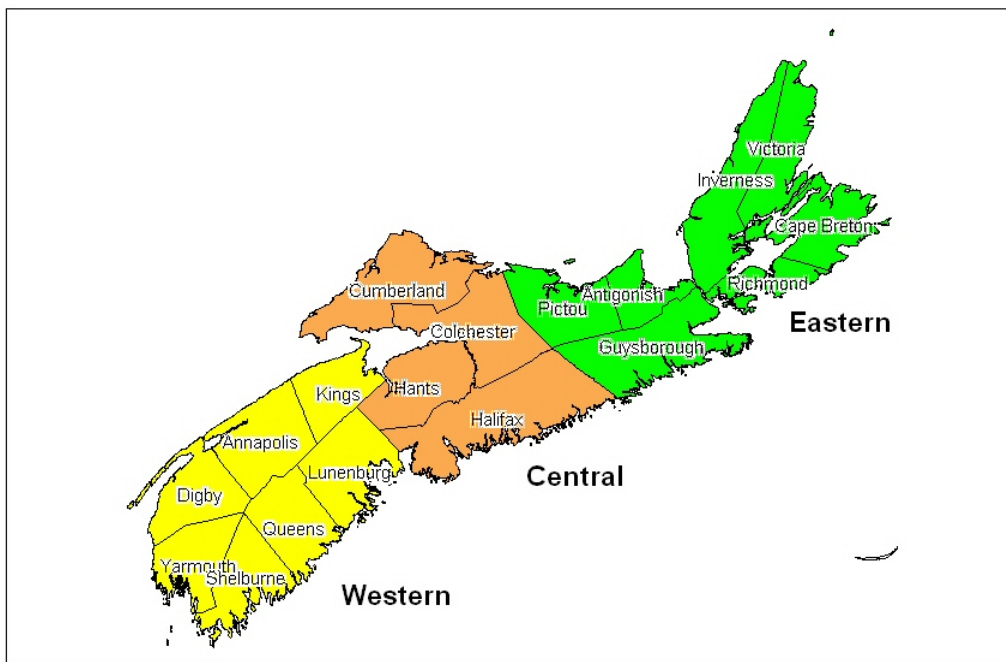 Victoria
Inverness
Cape Breton
Richmond
Cumberland
Antigonish
Pictou
Eastern
Colchester
Guysborough
Kings
Hants
Halifax
Annapolis
Lunenburg
Central
Digby
Queens
Yarmouth
Shelburne
Western